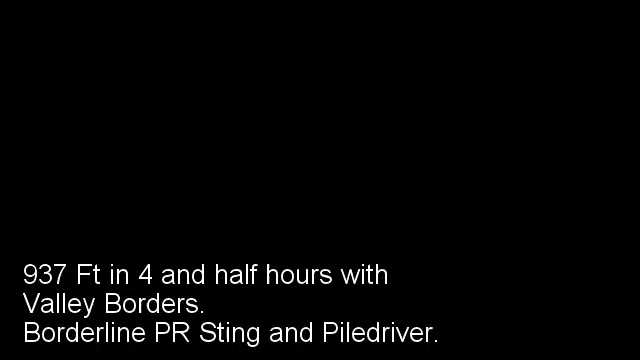 937 Ft in 4 and half hours with
Valley Borders.
Borderline PR Sting and Piledriver.